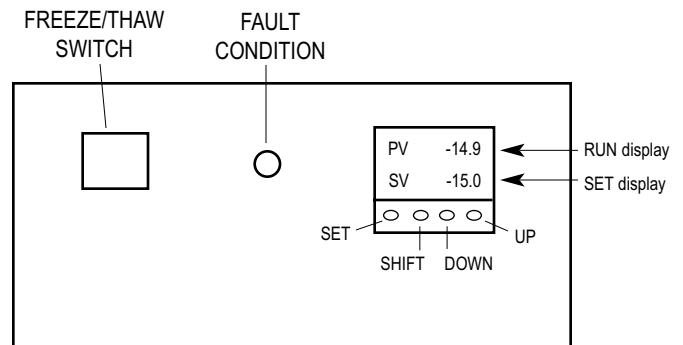 FREEZE/THAW
SWITCH
FAULT
CONDITION
PV -14.9
RUN display
SV -15.0
SET display
SET
SHIFT
DOWN
UP